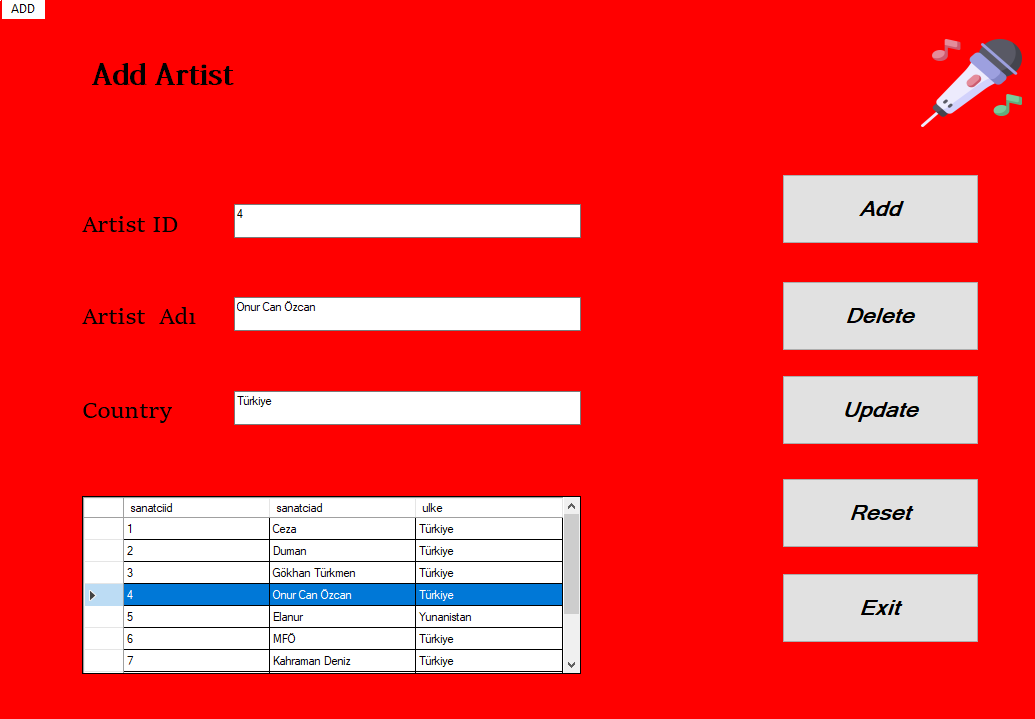 ADD
Add Artist
Artist ID
4
Add
Artist Adı
Onur Can Özcan
Delete
Country
Türkiye
Update
sanatciid sanatciad ulke
1 Ceza Türkiye
2 Duman Türkiye
3 Gökhan Türkmen Türkiye
4 Onur Can Özcan Türkiye
5 Elanur Yunanistan
6 MFÖ Türkiye
7 Kahraman Deniz Türkiye
Reset
Exit